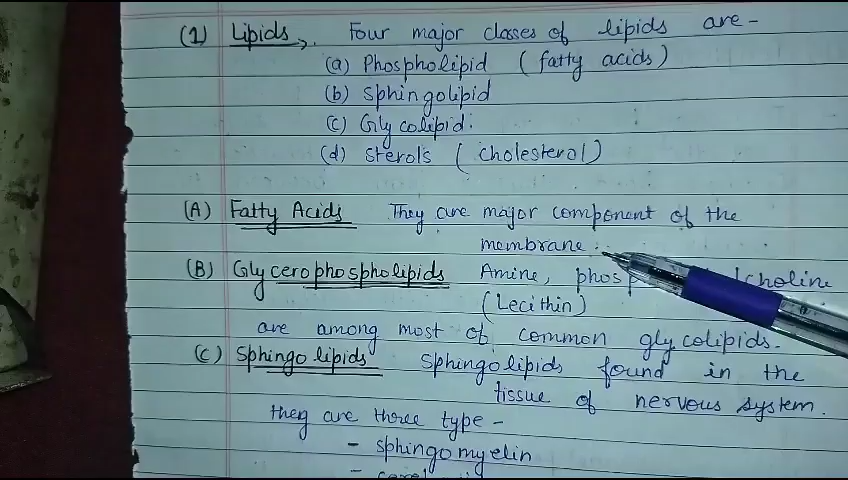 (1) Lipids → Four major classes of lipids are -
(a) Phospholipid ( fatty acids )
(b) Sphingolipid
(c) Glycolipid.
(d) Sterols ( cholesterol )
(A) Fatty Acids They are major component of the
membrane.
(B) Glycerophospholipids Amine, choline
(Lecithin)
are among most of common glycolipids.
(C) Sphingo lipids Sphingolipids found in the
tissue of nervous system.
they are three type -
- sphingomyelin